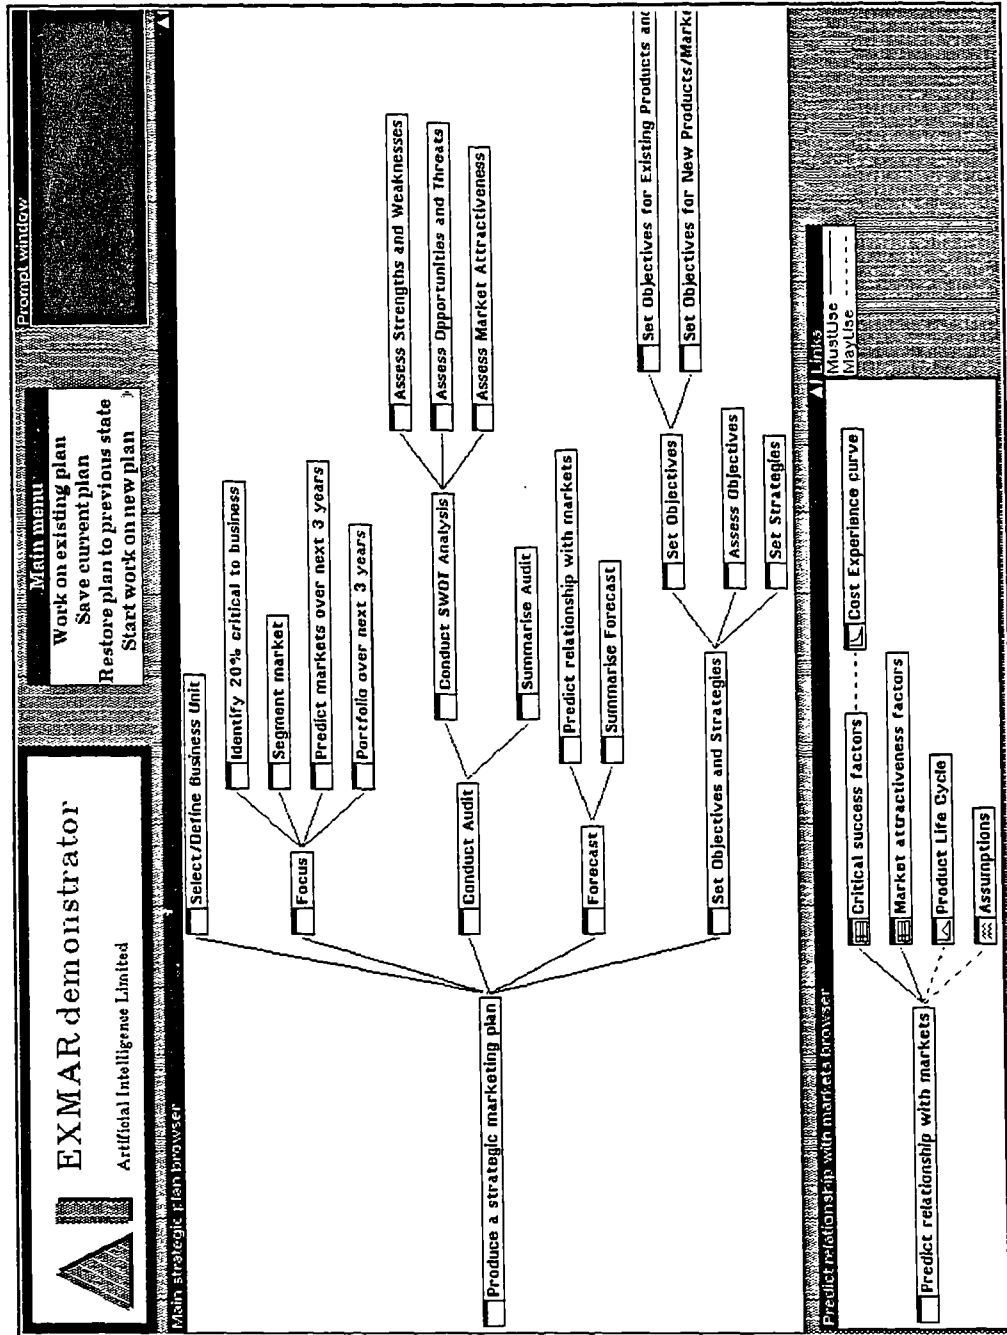 EXMAR demonstrator
Artificial Intelligence Limited
Main menu
Work on existing plan
Save current plan
Restore plan to previous state
Start work on new plan
Prompt window
Main strategic plan browser
Produce a strategic marketing plan
Select/Define Business Unit
Focus
Identify 20% critical to business
Segment market
Predict markets over next 3 years
Portfolio over next 3 years
Conduct Audit
Conduct SWOT Analysis
Assess Strengths and Weaknesses
Assess Opportunities and Threats
Assess Market Attractiveness
Summarise Audit
Forecast
Predict relationship with markets
Summarise Forecast
Set Objectives and Strategies
Set Objectives
Set Objectives for Existing Products and
Set Objectives for New Products/Mark
Assess Objectives
Set Strategies
Predict relationship with markets browser
Predict relationship with markets
Critical success factors
Cost Experience curve
Market attractiveness factors
Product Life Cycle
Assumptions
Links
MustUse
MayUse